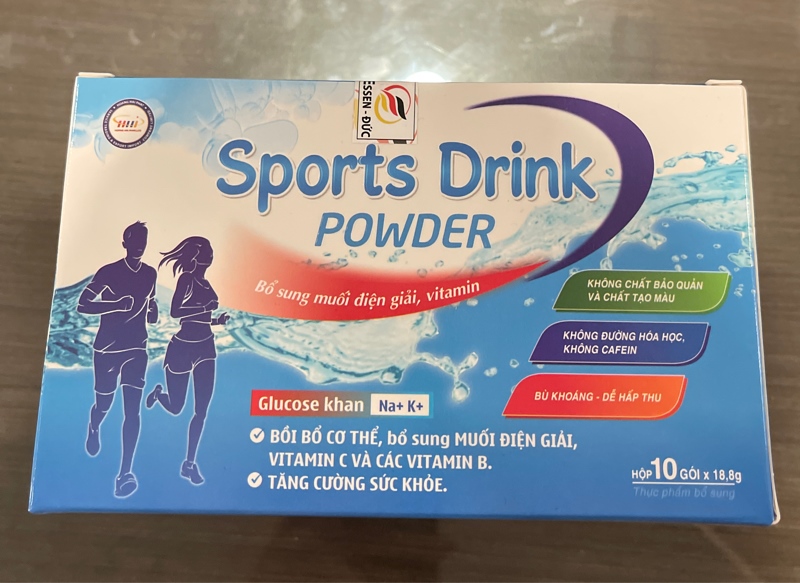 ESSEN - ĐỨC
Sports Drink
POWDER
Bổ sung muối điện giải, vitamin
KHÔNG CHẤT BẢO QUẢN
VÀ CHẤT TẠO MÀU
KHÔNG ĐƯỜNG HÓA HỌC,
KHÔNG CAFEIN
BÙ KHOÁNG - DỄ HẤP THU
Glucose khan Na+ K+
BỒI BỔ CƠ THỂ, bổ sung MUỐI ĐIỆN GIẢI,
VITAMIN C VÀ CÁC VITAMIN B.
TĂNG CƯỜNG SỨC KHỎE.
HỘP 10 GÓI x 18,8g
Thực phẩm bổ sung